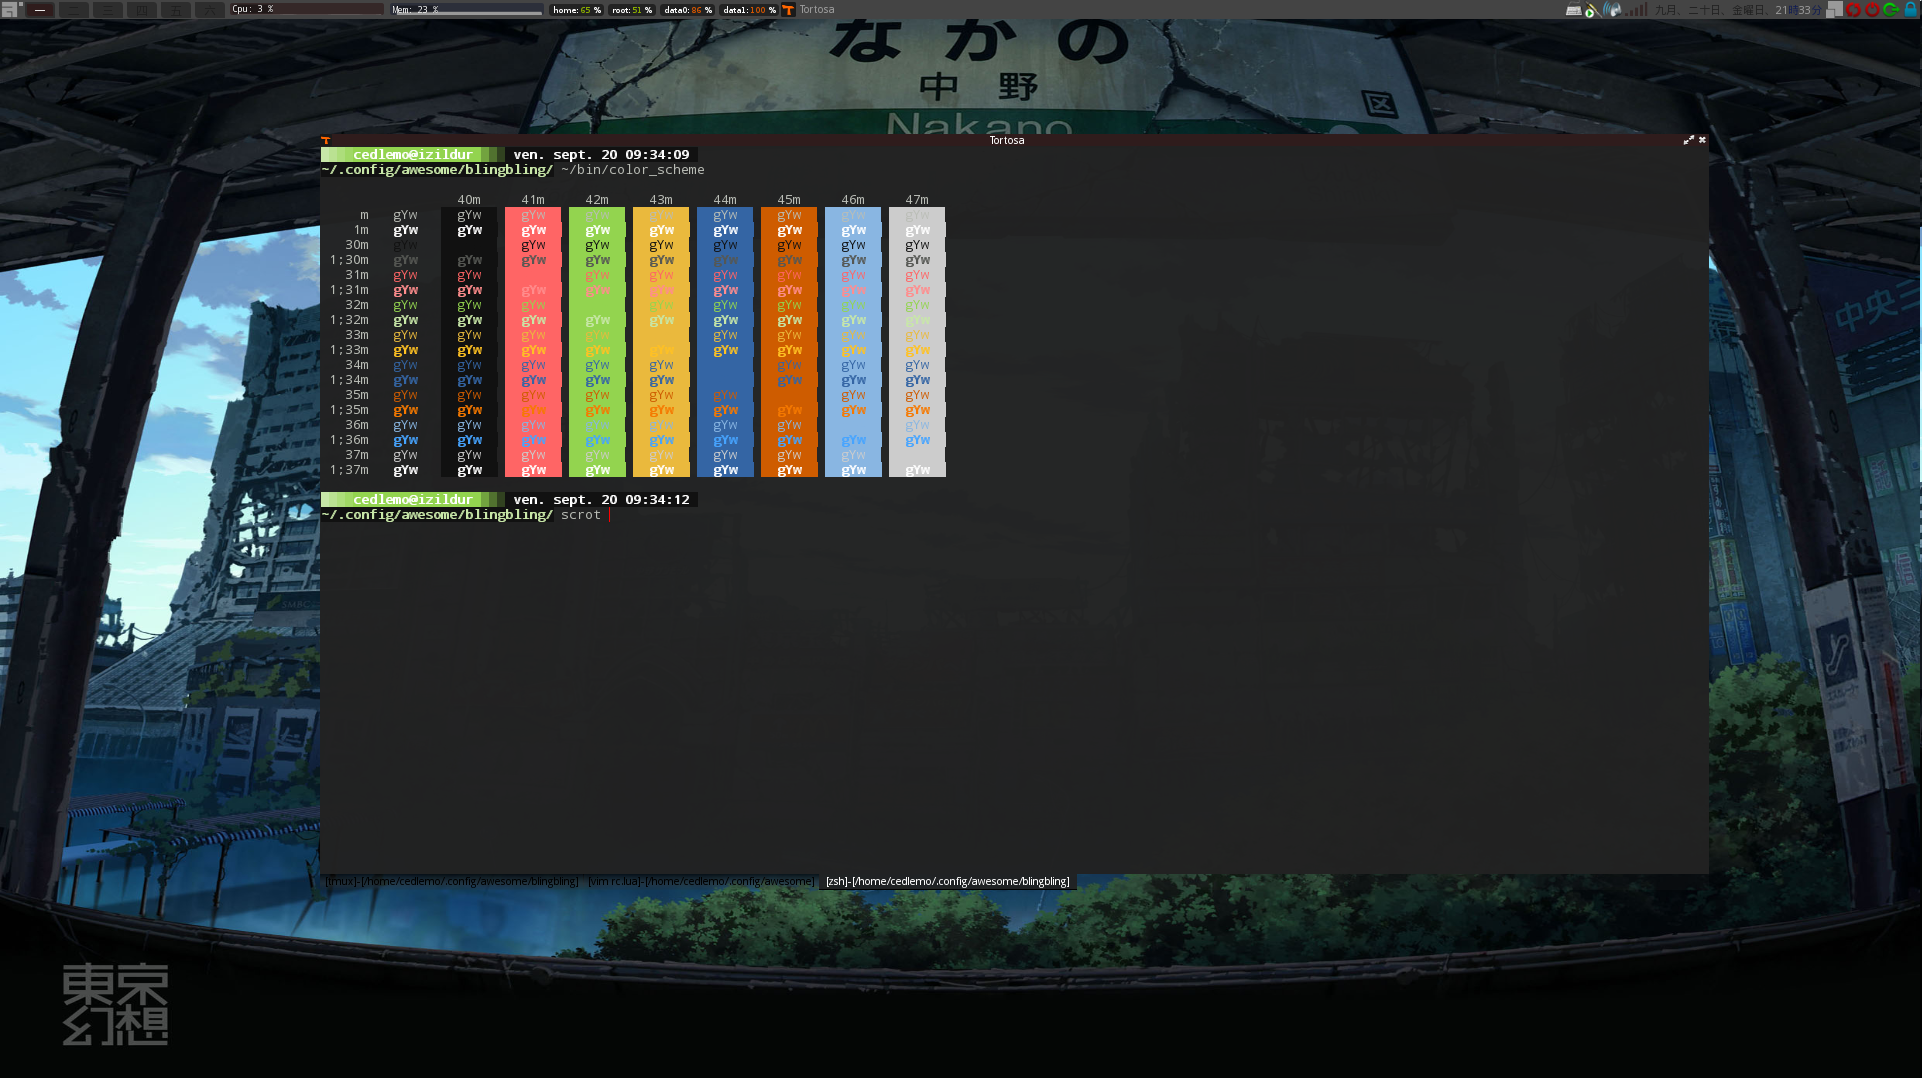 一 二 三 四 五 六 Cpu: 3 % Mem: 23 % home: 65 % root: 51 % data0: 86 % data1: 100 % Tortosa 九月、二十日、金曜日、21時33分
なかの
中野
区
Nakano
中央三
SMBC
Tortosa
cedlemo@izildur ven. sept. 20 09:34:09
~/.config/awesome/blingbling/ ~/bin/color_scheme
40m 41m 42m 43m 44m 45m 46m 47m
m gYw gYw gYw gYw gYw gYw gYw gYw gYw
1m gYw gYw gYw gYw gYw gYw gYw gYw gYw
30m gYw gYw gYw gYw gYw gYw gYw gYw
1;30m gYw gYw gYw gYw gYw gYw gYw gYw gYw
31m gYw gYw gYw gYw gYw gYw gYw gYw
1;31m gYw gYw gYw gYw gYw gYw gYw gYw gYw
32m gYw gYw gYw gYw gYw gYw gYw gYw
1;32m gYw gYw gYw gYw gYw gYw gYw gYw gYw
33m gYw gYw gYw gYw gYw gYw gYw gYw
1;33m gYw gYw gYw gYw gYw gYw gYw gYw gYw
34m gYw gYw gYw gYw gYw gYw gYw gYw
1;34m gYw gYw gYw gYw gYw gYw gYw gYw
35m gYw gYw gYw gYw gYw gYw gYw gYw
1;35m gYw gYw gYw gYw gYw gYw gYw gYw gYw
36m gYw gYw gYw gYw gYw gYw gYw gYw
1;36m gYw gYw gYw gYw gYw gYw gYw gYw gYw
37m gYw gYw gYw gYw gYw gYw gYw gYw
1;37m gYw gYw gYw gYw gYw gYw gYw gYw gYw
cedlemo@izildur ven. sept. 20 09:34:12
~/.config/awesome/blingbling/ scrot
[tmux]-[/home/cedlemo/.config/awesome/blingbling] [vim rc.lua]-[/home/cedlemo/.config/awesome] [zsh]-[/home/cedlemo/.config/awesome/blingbling]
東京
幻想